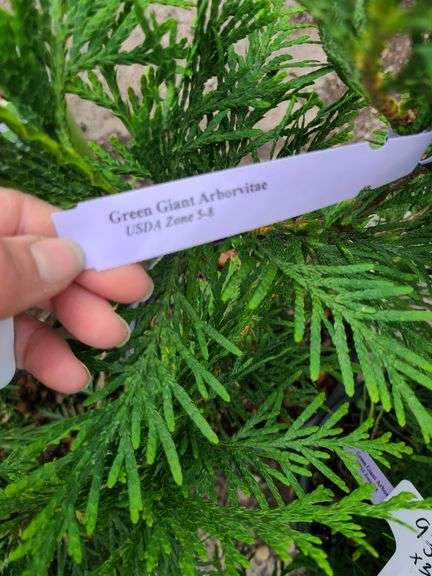 Green Giant Arborvitae
USDA Zone 5-8